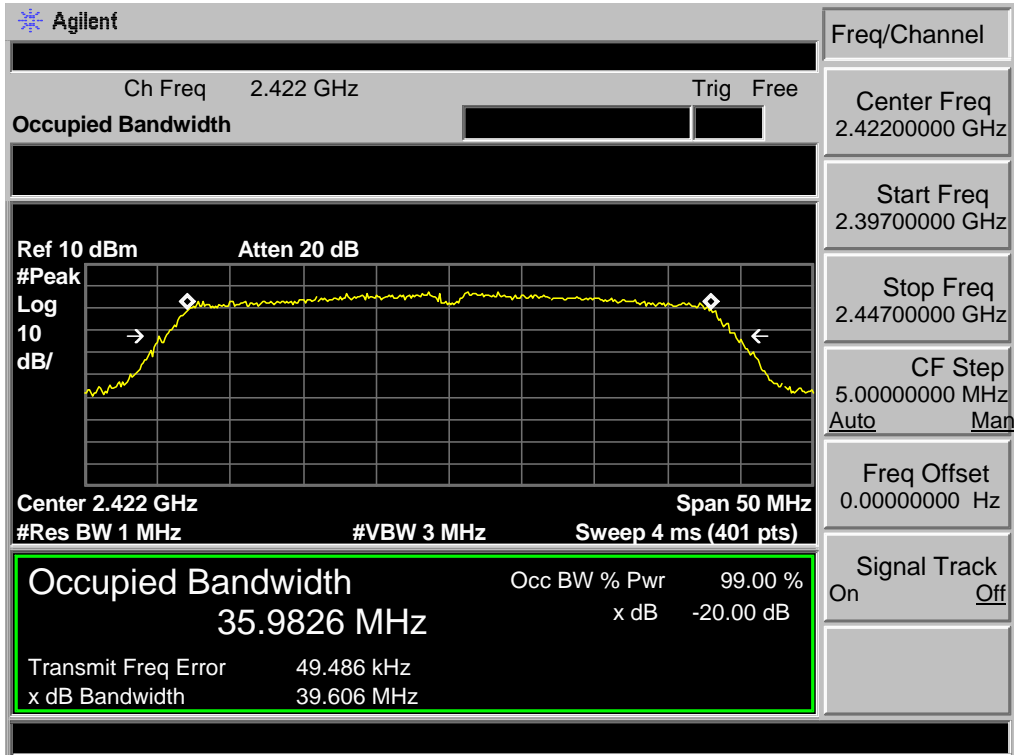 Agilent
Freq/Channel
Ch Freq 2.422 GHz Trig Free
Occupied Bandwidth
Center Freq
2.42200000 GHz
Start Freq
2.39700000 GHz
Stop Freq
2.44700000 GHz
CF Step
5.00000000 MHz
Auto Man
Freq Offset
0.00000000 Hz
Signal Track
On Off
Ref 10 dBm Atten 20 dB
#Peak
Log
10
dB/
Center 2.422 GHz Span 50 MHz
#Res BW 1 MHz #VBW 3 MHz Sweep 4 ms (401 pts)
Occupied Bandwidth Occ BW % Pwr 99.00 %
35.9826 MHz x dB -20.00 dB
Transmit Freq Error 49.486 kHz
x dB Bandwidth 39.606 MHz